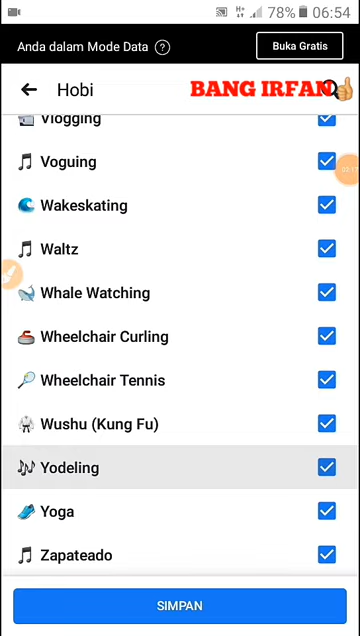 78% 06:54
Anda dalam Mode Data ?
Buka Gratis
Hobi
BANG IRFAN
Vlogging
Voguing
Wakeskating
Waltz
Whale Watching
Wheelchair Curling
Wheelchair Tennis
Wushu (Kung Fu)
Yodeling
Yoga
Zapateado
SIMPAN